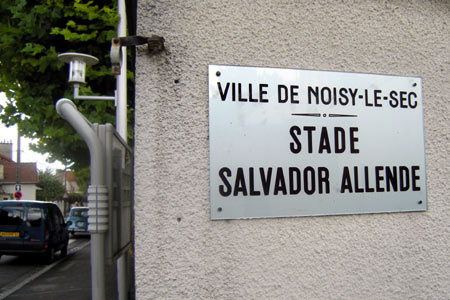 VILLE DE NOISY-LE-SEC
STADE
SALVADOR ALLENDE